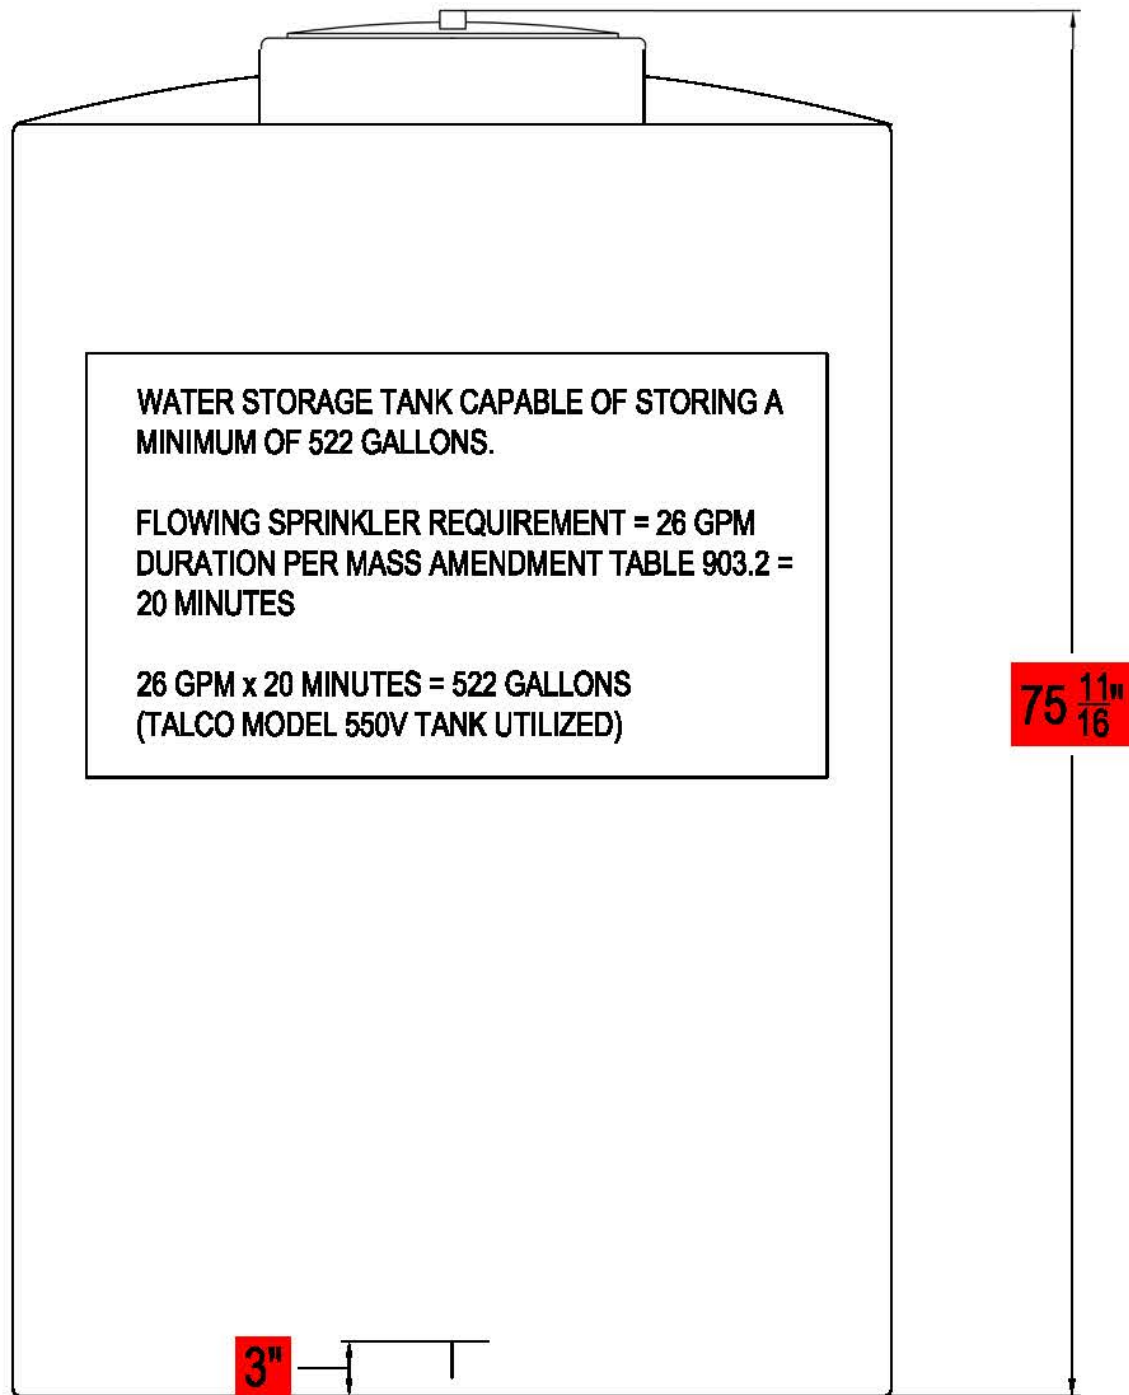 WATER STORAGE TANK CAPABLE OF STORING A
MINIMUM OF 522 GALLONS.
FLOWING SPRINKLER REQUIREMENT = 26 GPM
DURATION PER MASS AMENDMENT TABLE 903.2 =
20 MINUTES
26 GPM x 20 MINUTES = 522 GALLONS
(TALCO MODEL 550V TANK UTILIZED)
75 11/16"
3"